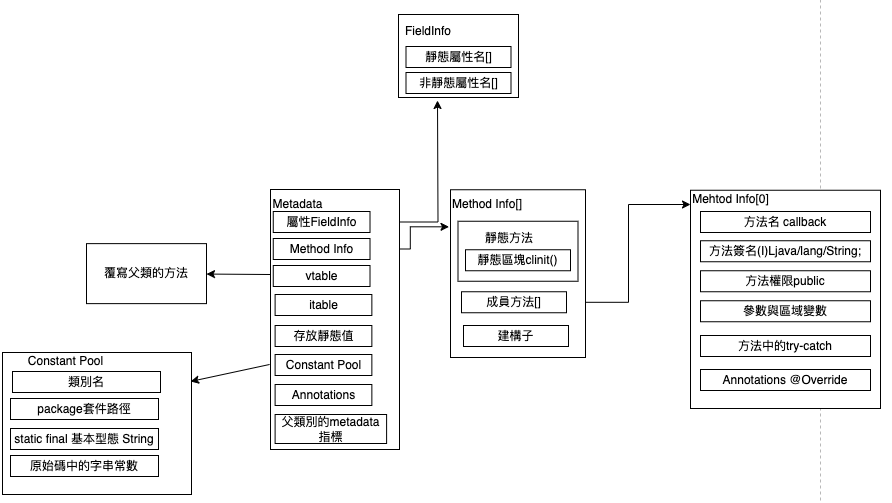 FieldInfo
靜態屬性名[]
非靜態屬性名[]
Metadata
屬性FieldInfo
Method Info
vtable
itable
存放靜態值
Constant Pool
Annotations
父類別的metadata
指標
覆寫父類的方法
Constant Pool
類別名
package套件路徑
static final 基本型態 String
原始碼中的字串常數
Method Info[]
靜態方法
靜態區塊clinit()
成員方法[]
建構子
Mehtod Info[0]
方法名 callback
方法簽名(I)Ljava/lang/String;
方法權限public
參數與區域變數
方法中的try-catch
Annotations @Override